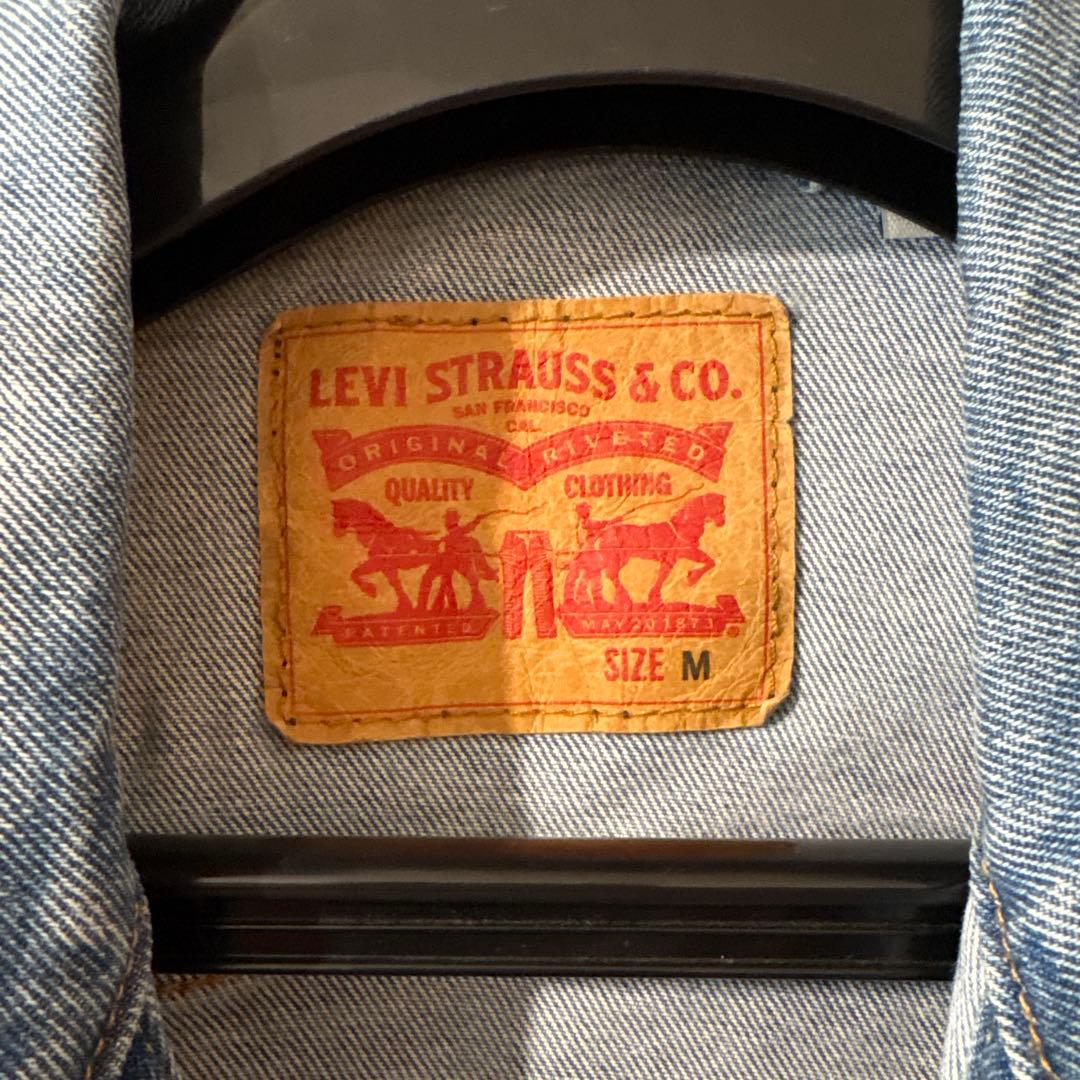 LEVI STRAUSS & CO.
SAN FRANCISCO
CAL.
ORIGINAL RIVETED
QUALITY CLOTHING
PATENTED MAY 20 1873
SIZE M